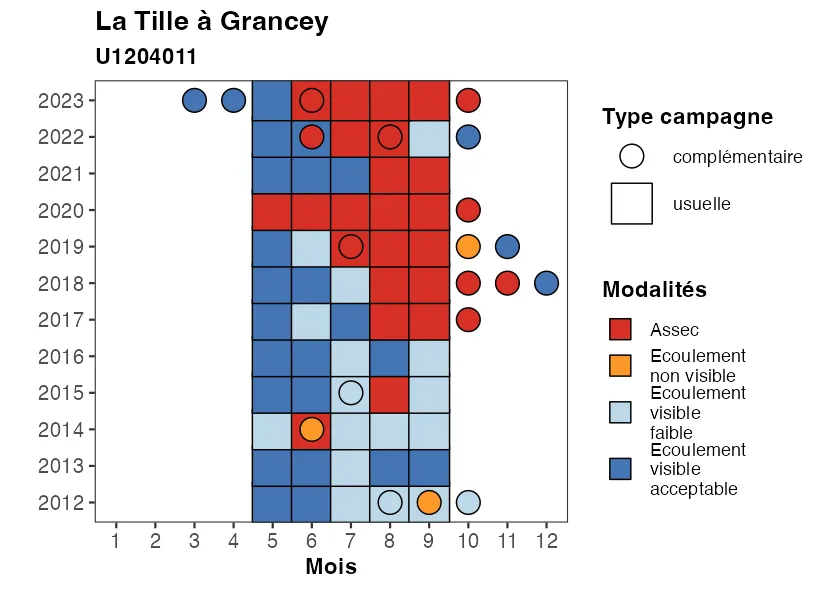 La Tille à Grancey
U1204011
2023
2022
2021
2020
2019
2018
2017
2016
2015
2014
2013
2012
1 2 3 4 5 6 7 8 9 10 11 12
Mois
Type campagne
complémentaire
usuelle
Modalités
Assec
Ecoulement
non visible
Ecoulement
visible
faible
Ecoulement
visible
acceptable